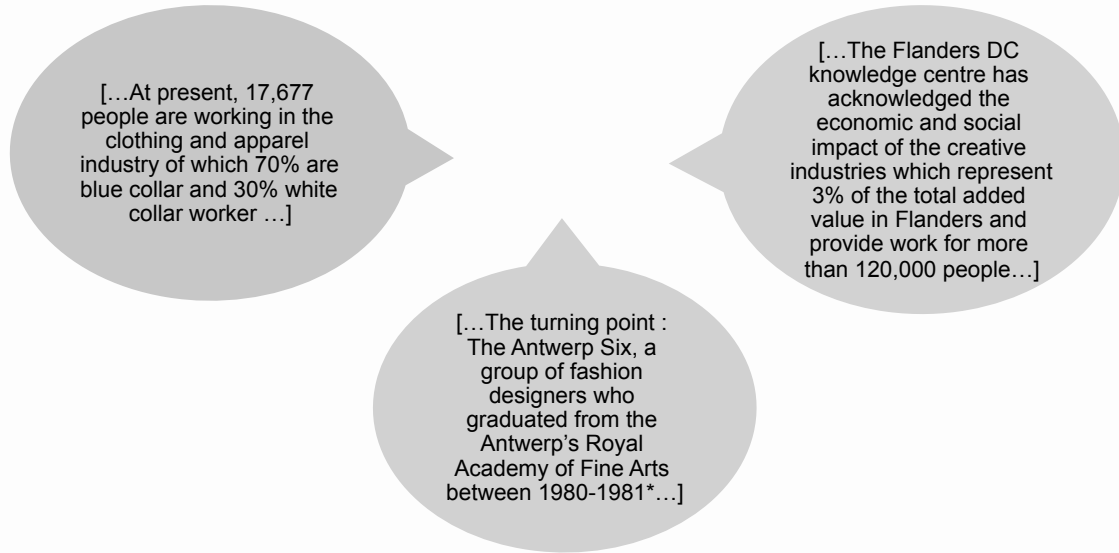 […At present, 17,677
people are working in the
clothing and apparel
industry of which 70% are
blue collar and 30% white
collar worker …]
[…The Flanders DC
knowledge centre has
acknowledged the
economic and social
impact of the creative
industries which represent
3% of the total added
value in Flanders and
provide work for more
than 120,000 people…]
[…The turning point :
The Antwerp Six, a
group of fashion
designers who
graduated from the
Antwerp’s Royal
Academy of Fine Arts
between 1980-1981*…]